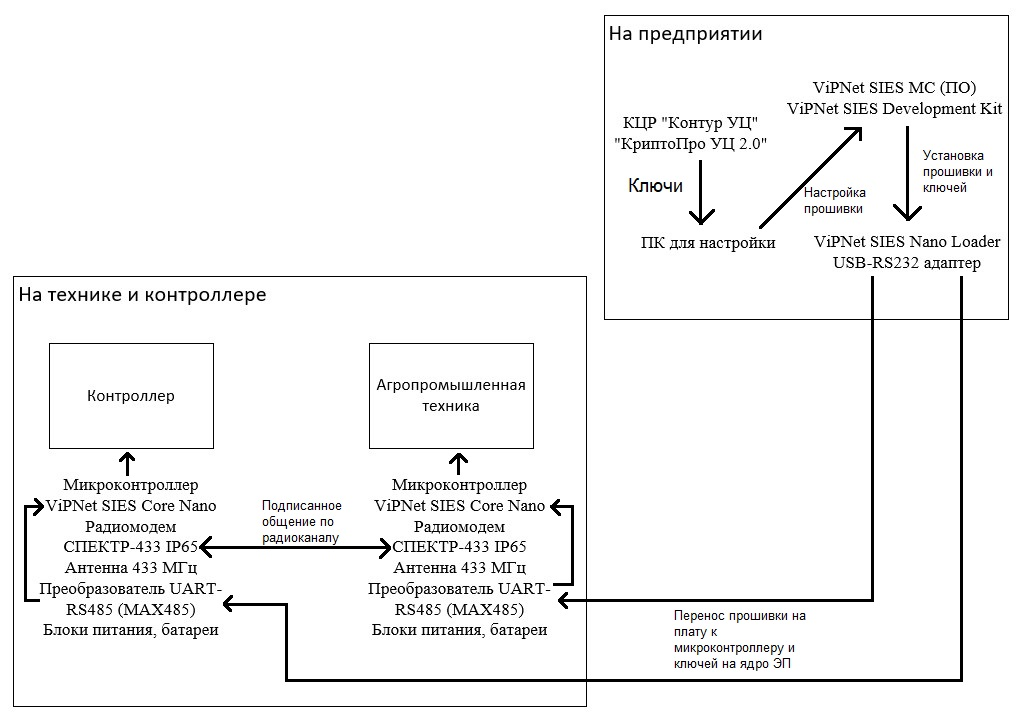 На предприятии
ViPNet SIES MC (ПО)
ViPNet SIES Development Kit
КЦР "Контур УЦ"
"КриптоПро УЦ 2.0"
Установка
прошивки и
ключей
Ключи
Настройка
прошивки
ПК для настройки
ViPNet SIES Nano Loader
USB-RS232 адаптер
На технике и контроллере
Контроллер
Агропромышленная
техника
Микроконтроллер
ViPNet SIES Core Nano
Радиомодем
СПЕКТР-433 IP65
Антенна 433 МГц
Преобразователь UART-
RS485 (MAX485)
Блоки питания, батареи
Подписанное
общение по
радиоканалу
Микроконтроллер
ViPNet SIES Core Nano
Радиомодем
СПЕКТР-433 IP65
Антенна 433 МГц
Преобразователь UART-
RS485 (MAX485)
Блоки питания, батареи
Перенос прошивки на
плату к
микроконтроллеру и
ключей на ядро ЭП